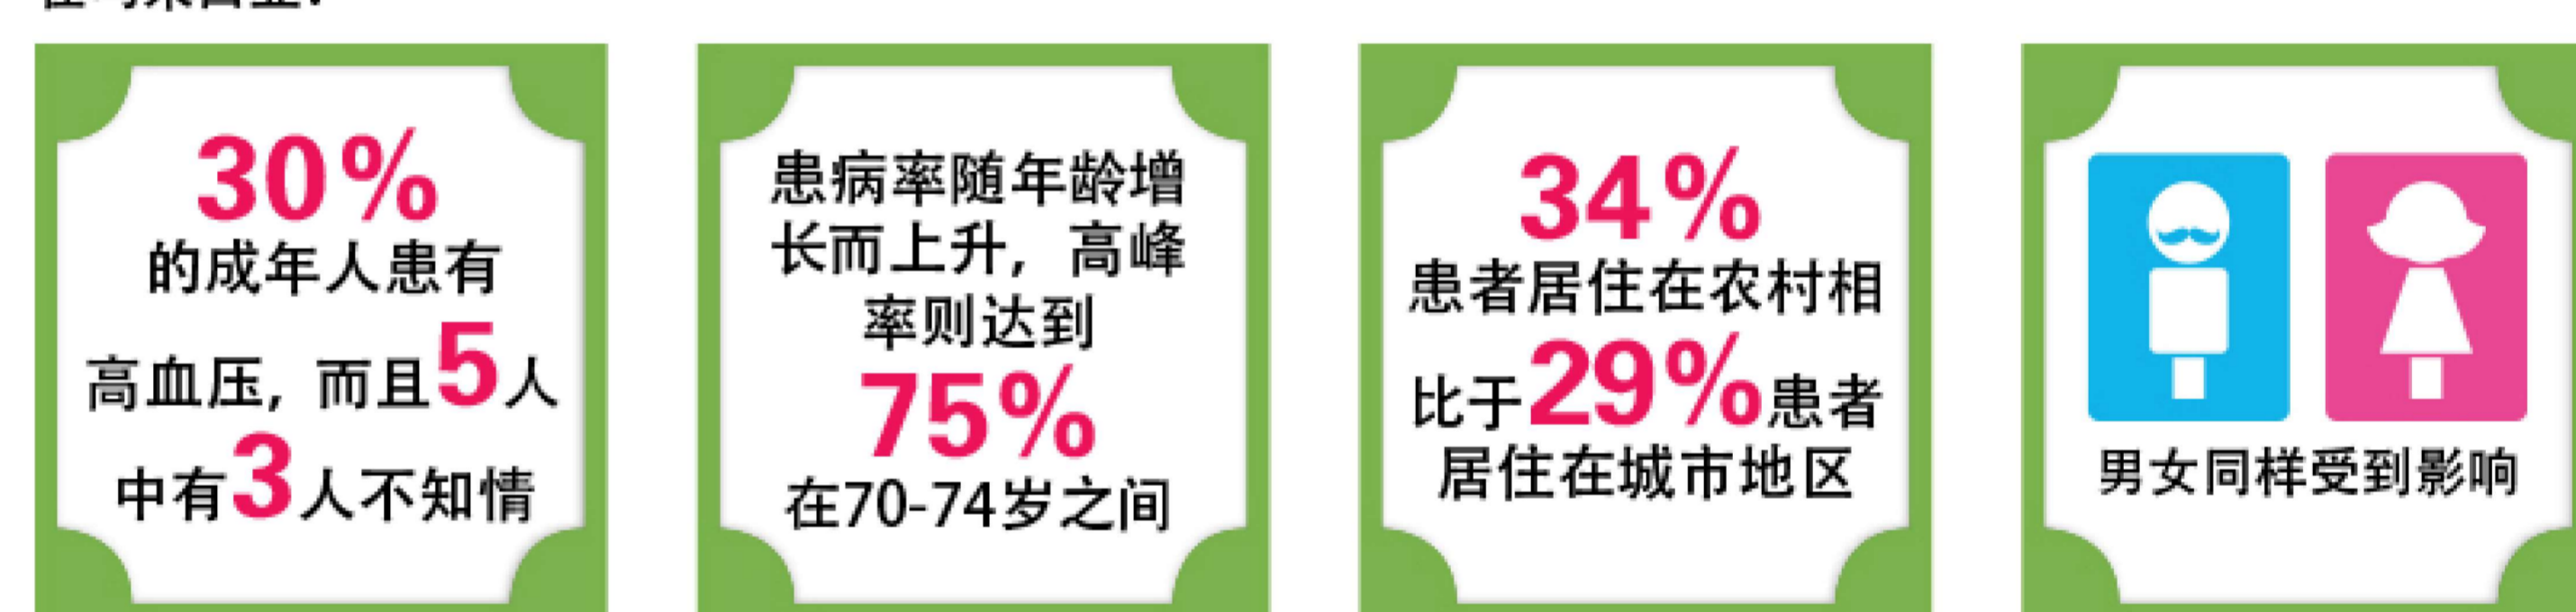 30%
的成年人患有
高血压，而且5人
中有3人不知情
患病率随年龄增
长而上升，高峰
率则达到
75%
在70-74岁之间
34%
患者居住在农村相
比于29%患者
居住在城市地区
男女同样受到影响